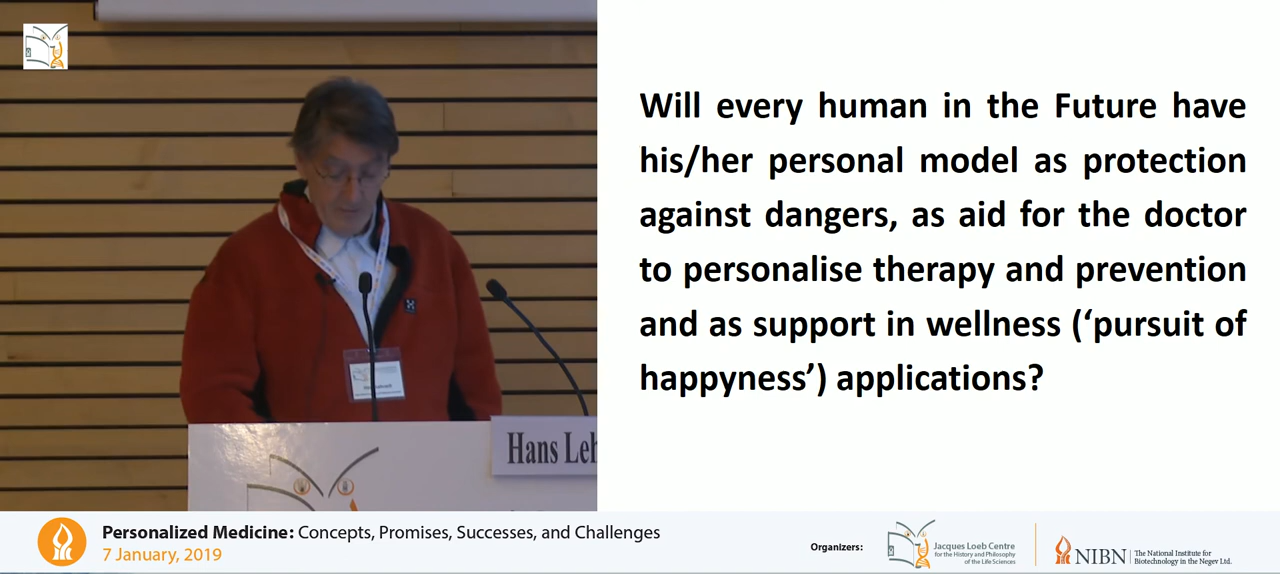 Will every human in the Future have
his/her personal model as protection
against dangers, as aid for the doctor
to personalise therapy and prevention
and as support in wellness (‘pursuit of
happyness’) applications?
Hans Leh
Personalized Medicine: Concepts, Promises, Successes, and Challenges
7 January, 2019
Organizers:
Jacques Loeb Centre
for the History and Philosophy
of the Life Sciences
NIBN
The National Institute for
Biotechnology in the Negev Ltd.